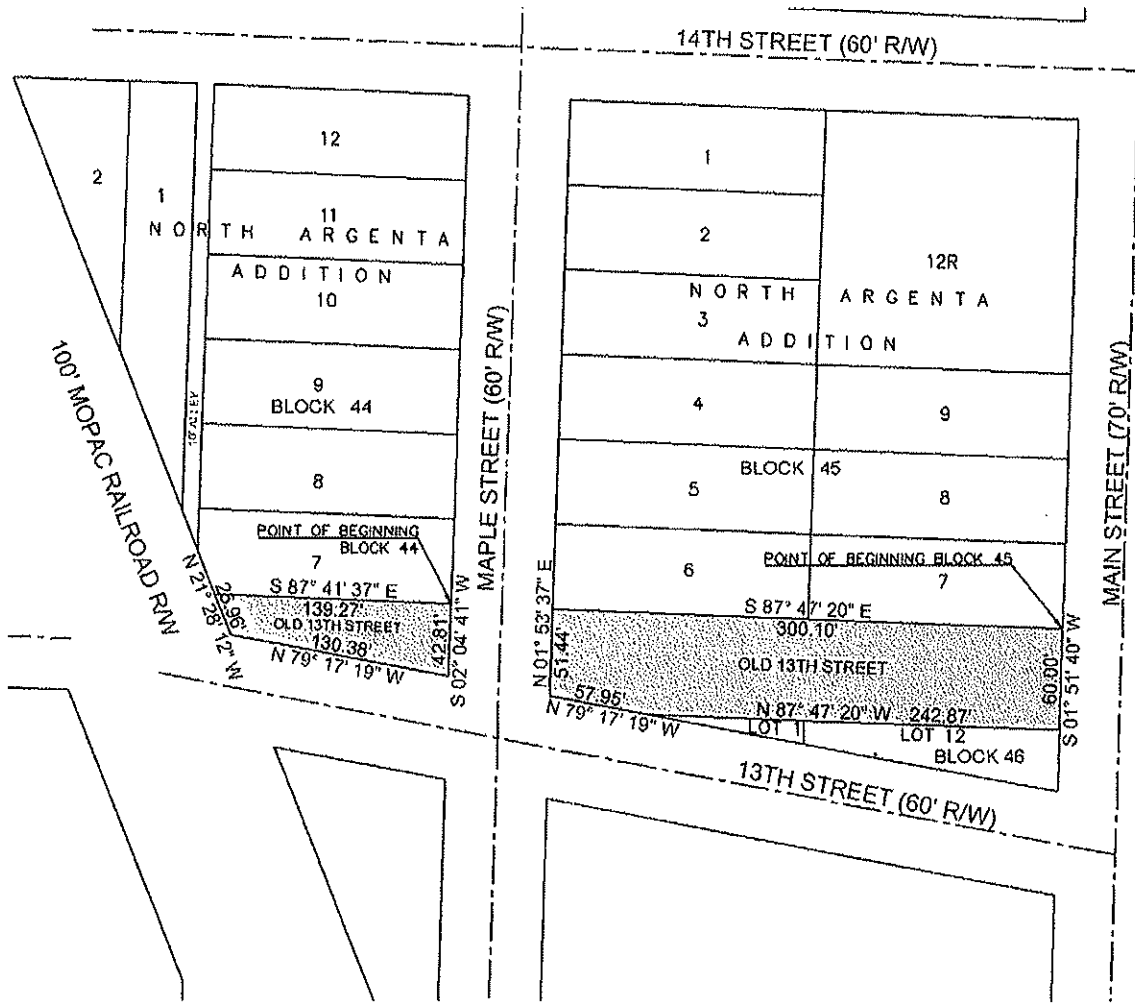 14TH STREET (60' R/W)
12
1
2
1
11
NORTH ARGENTA
ADDITION
10
2
12R
NORTH ARGENTA
3
ADDITION
100' MOPAC RAILROAD R/W
MAPLE STREET (60' R/W)
MAIN STREET (70' R/W)
9
BLOCK 44
4
9
BLOCK 45
8
5
8
POINT OF BEGINNING
BLOCK 44
7
POINT OF BEGINNING BLOCK 45
6
7
S 87° 41' 37" E
139.27'
OLD 13TH STREET
130.38'
N 79° 17' 19" W
N 21° 28' 12" W
42.81'
S 02° 04' 41" W
N 01° 53' 37" E
51.44'
S 87° 47' 20" E
300.10'
OLD 13TH STREET
60.00'
S 01° 51' 40" W
57.95'
N 79° 17' 19" W
N 87° 47' 20" W 242.87'
LOT 1
LOT 12
BLOCK 46
13TH STREET (60' R/W)